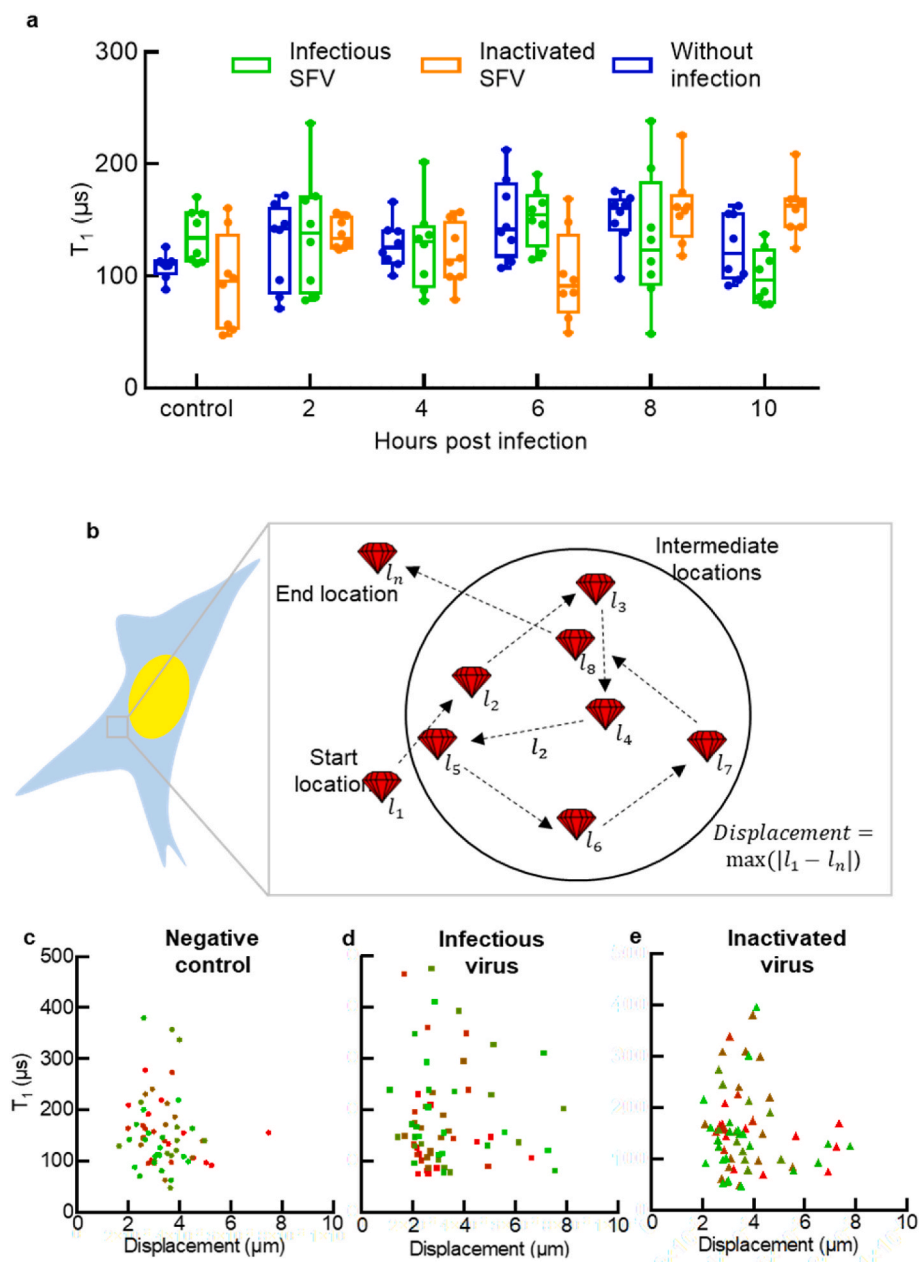 a
Infectious
SFV
Inactivated
SFV
Without
infection
T₁ (µs)
300
200
100
0
control 2 4 6 8 10
Hours post infection
b
End location
lₙ
Intermediate
locations
l₃
l₈
l₂
l₄
l₂
l₅
l₇
Start
location
l₁
l₆
Displacement =
max(|l₁ − lₙ|)
c
Negative
control
T₁ (µs)
500
400
300
200
100
0
0 2 4 6 8
Displacement (µm)
d
Infectious
virus
0 2 4 6 8 10
Displacement (µm)
e
Inactivated
virus
0 2 4 6 8
Displacement (µm)